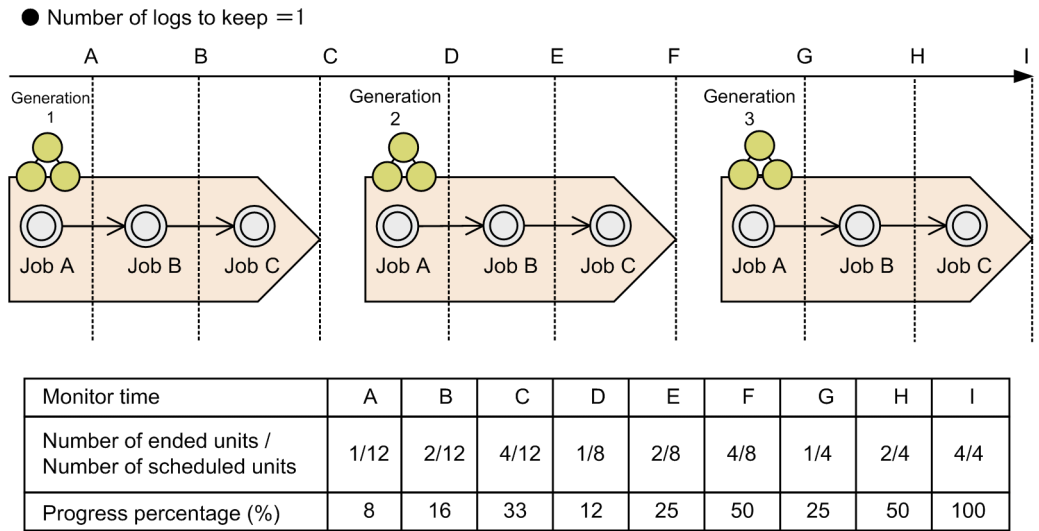 ● Number of logs to keep =1
A B C D E F G H I
Generation 1
Generation 2
Generation 3
Job A Job B Job C
Job A Job B Job C
Job A Job B Job C
Monitor time A B C D E F G H I
Number of ended units /
Number of scheduled units 1/12 2/12 4/12 1/8 2/8 4/8 1/4 2/4 4/4
Progress percentage (%) 8 16 33 12 25 50 25 50 100